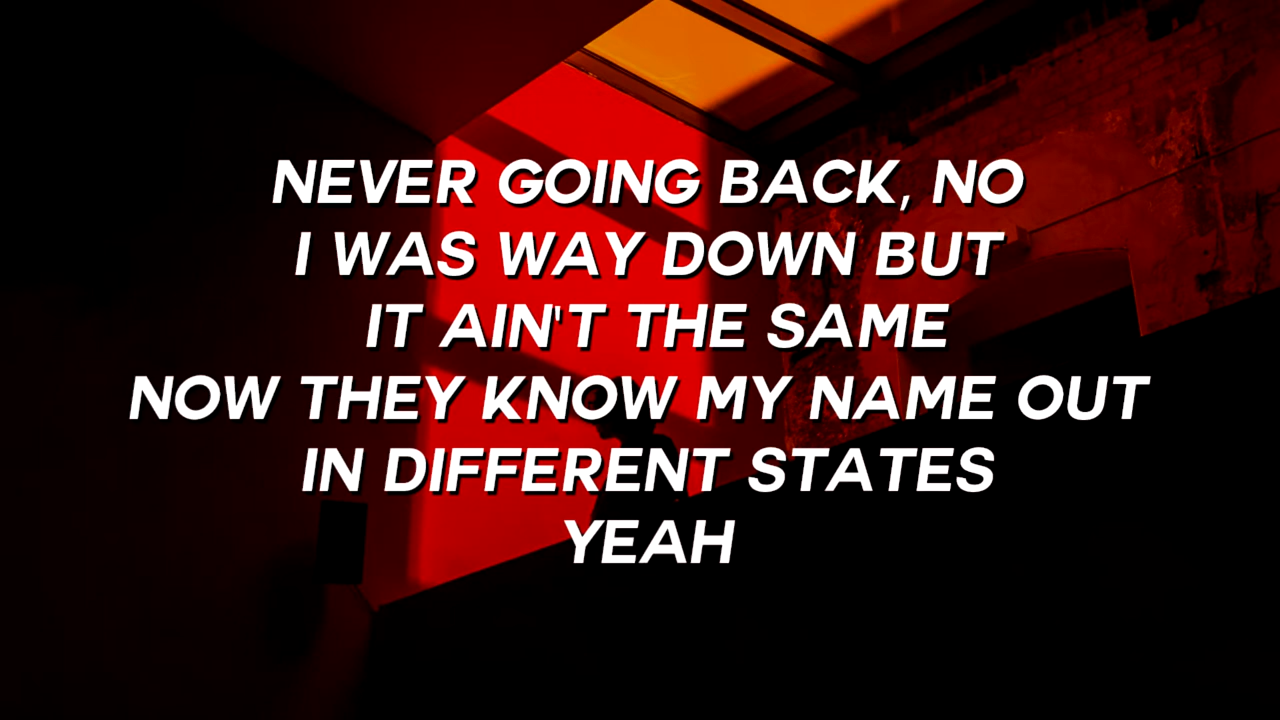 NEVER GOING BACK, NO
I WAS WAY DOWN BUT
IT AIN'T THE SAME
NOW THEY KNOW MY NAME OUT
IN DIFFERENT STATES
YEAH